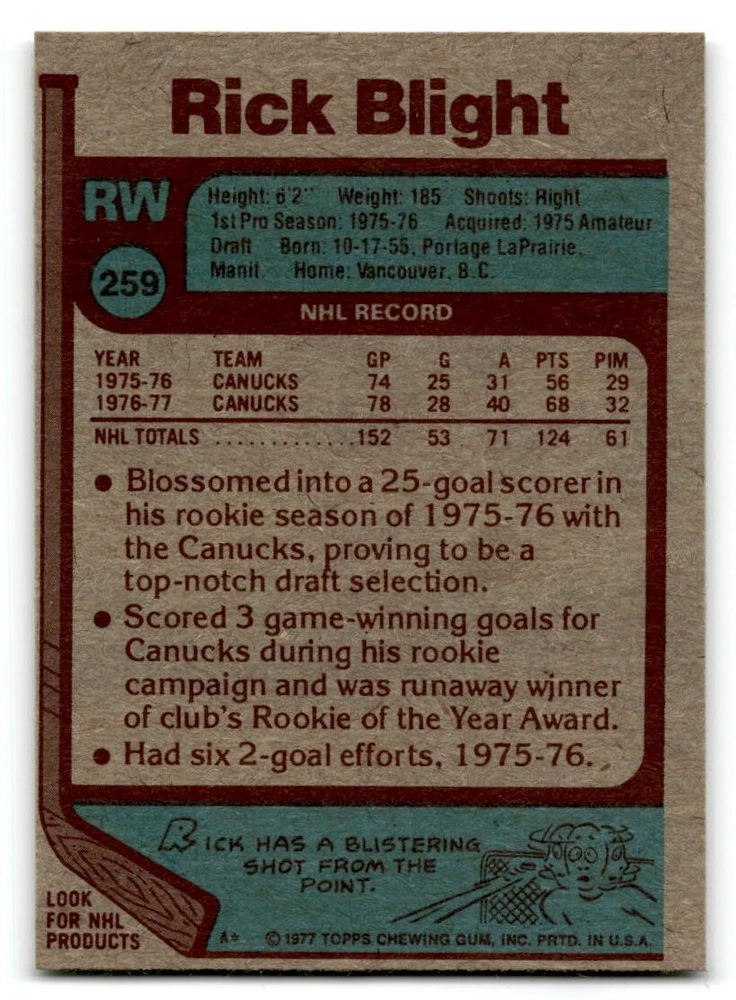 Rick Blight
RW
259
Height: 6'2" Weight: 185 Shoots: Right
1st Pro Season: 1975-76 Acquired: 1975 Amateur
Draft Born: 10-17-55, Portage LaPrairie,
Manit. Home: Vancouver, B.C.
NHL RECORD
YEAR TEAM GP G A PTS PIM
1975-76 CANUCKS 74 25 31 56 29
1976-77 CANUCKS 78 28 40 68 32
NHL TOTALS .............152 53 71 124 61
• Blossomed into a 25-goal scorer in
his rookie season of 1975-76 with
the Canucks, proving to be a
top-notch draft selection.
• Scored 3 game-winning goals for
Canucks during his rookie
campaign and was runaway winner
of club's Rookie of the Year Award.
• Had six 2-goal efforts, 1975-76.
RICK HAS A BLISTERING
SHOT FROM THE
POINT.
LOOK
FOR NHL
PRODUCTS
A* © 1977 TOPPS CHEWING GUM, INC. PRTD. IN U.S.A.